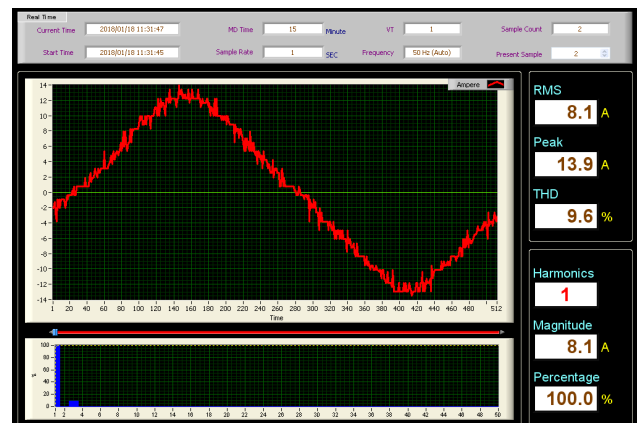 Real Time
Current Time 2018/01/18 11:31:47 MD Time 15 Minute VT 1 Sample Count 2
Start Time 2018/01/18 11:31:45 Sample Rate 1 SEC Frequency 50 Hz (Auto) Present Sample 2
Ampere
14
12
10
8
6
4
2
0
-2
-4
-6
-8
-10
-12
-14
1 20 40 60 80 100 120 140 160 180 200 220 240 260 280 300 320 340 360 380 400 420 440 460 480 512
Time
RMS
8.1 A
Peak
13.9 A
THD
9.6 %
100
80
60
40
20
0
%
1 2 4 6 8 10 12 14 16 18 20 22 24 26 28 30 32 34 36 38 40 42 44 46 48 50
Harmonics
1
Magnitude
8.1 A
Percentage
100.0 %